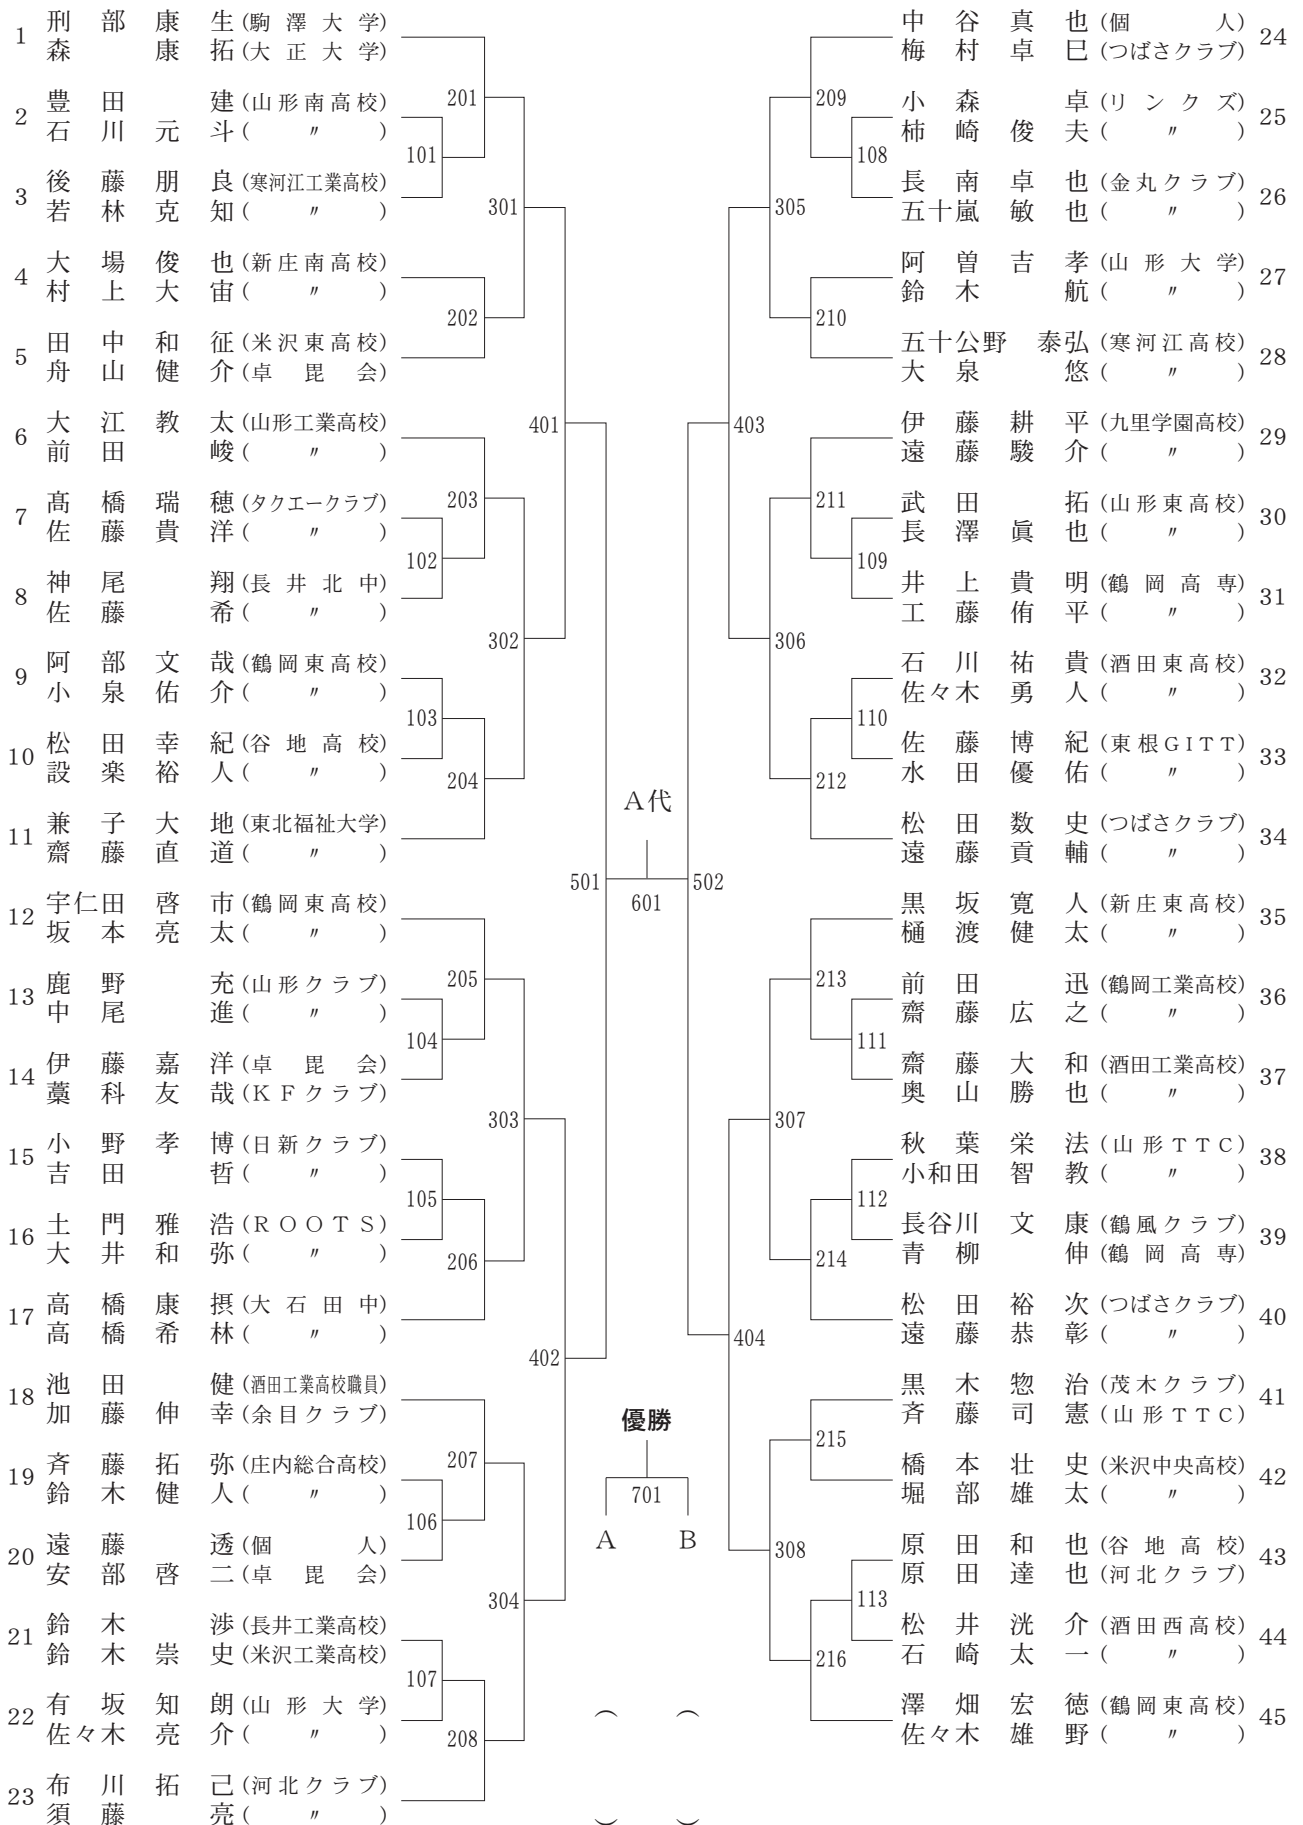 1 刑部康生(駒澤大学)
森康拓(大正大学)
2 豊田建(山形南高校)
石川元斗(〃)
3 後藤朋良(寒河江工業高校)
若林克知(〃)
4 大場俊也(新庄南高校)
村上大宙(〃)
5 田中和征(米沢東高校)
舟山健介(卓毘会)
6 大江教太(山形工業高校)
前田峻(〃)
7 髙橋瑞穂(タクエークラブ)
佐藤貴洋(〃)
8 神尾翔(長井北中)
佐藤希(〃)
9 阿部文哉(鶴岡東高校)
小泉佑介(〃)
10 松田幸紀(谷地高校)
設楽裕人(〃)
11 兼子大地(東北福祉大学)
齋藤直道(〃)
12 宇仁田啓市(鶴岡東高校)
坂本亮太(〃)
13 鹿野充(山形クラブ)
中尾進(〃)
14 伊藤嘉洋(卓毘会)
藁科友哉(KFクラブ)
15 小野孝博(日新クラブ)
吉田哲(〃)
16 土門雅浩(ROOTS)
大井和弥(〃)
17 高橋康摂(大石田中)
高橋希林(〃)
18 池田健(酒田工業高校職員)
加藤伸幸(余目クラブ)
19 斉藤拓弥(庄内総合高校)
鈴木健人(〃)
20 遠藤透(個人)
安部啓二(卓毘会)
21 鈴木渉(長井工業高校)
鈴木崇史(米沢工業高校)
22 有坂知朗(山形大学)
佐々木亮介(〃)
23 布川拓己(河北クラブ)
須藤亮(〃)
101
102
103
104
105
106
107
201
202
203
204
205
206
207
208
301
302
303
304
401
402
501
A代
601
502
優勝
701
A B
( ) ( )
403
404
305
306
307
308
209
210
211
212
213
214
215
216
108
109
110
111
112
113
中谷真也(個人) 24
梅村卓巳(つばさクラブ)
小森卓(リンクズ) 25
柿崎俊夫(〃)
長南卓也(金丸クラブ) 26
五十嵐敏也(〃)
阿曽吉孝(山形大学) 27
鈴木航(〃)
五十公野泰弘(寒河江高校) 28
大泉悠(〃)
伊藤耕平(九里学園高校) 29
遠藤駿介(〃)
武田拓(山形東高校) 30
長澤眞也(〃)
井上貴明(鶴岡高専) 31
工藤侑平(〃)
石川祐貴(酒田東高校) 32
佐々木勇人(〃)
佐藤博紀(東根GITT) 33
水田優佑(〃)
松田数史(つばさクラブ) 34
遠藤貢輔(〃)
黒坂寛人(新庄東高校) 35
樋渡健太(〃)
前田迅(鶴岡工業高校) 36
齋藤広之(〃)
齋藤大和(酒田工業高校) 37
奥山勝也(〃)
秋葉栄法(山形TTC) 38
小和田智教(〃)
長谷川文康(鶴風クラブ) 39
青柳伸(鶴岡高専)
松田裕次(つばさクラブ) 40
遠藤恭彰(〃)
黒木惣治(茂木クラブ) 41
斉藤司憲(山形TTC)
橋本壮史(米沢中央高校) 42
堀部雄太(〃)
原田和也(谷地高校) 43
原田達也(河北クラブ)
松井洸介(酒田西高校) 44
石崎太一(〃)
澤畑宏徳(鶴岡東高校) 45
佐々木雄野(〃)